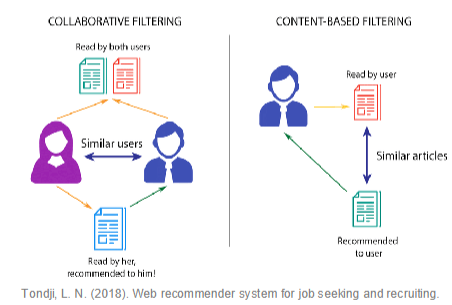 COLLABORATIVE FILTERING
Read by both users
Similar users
Read by her,
recommended to him!
CONTENT-BASED FILTERING
Read by user
Similar articles
Recommended
to user
Tondji, L. N. (2018). Web recommender system for job seeking and recruiting.